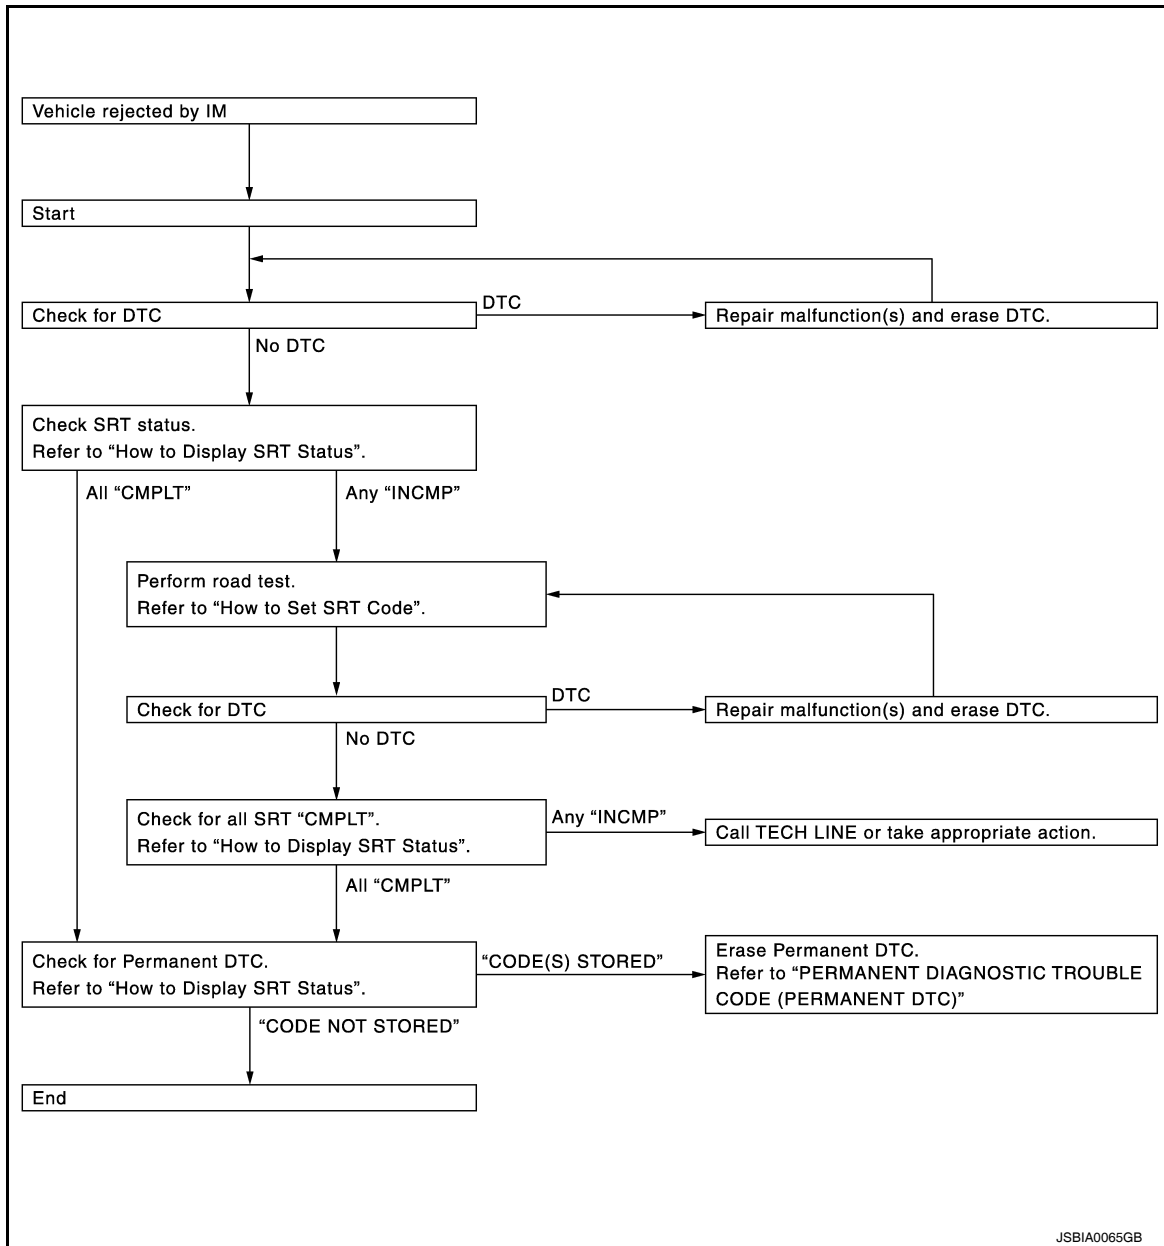 Vehicle rejected by IM
Start
Check for DTC
DTC
Repair malfunction(s) and erase DTC.
No DTC
Check SRT status.
Refer to “How to Display SRT Status”.
All “CMPLT”
Any “INCMP”
Perform road test.
Refer to “How to Set SRT Code”.
Check for DTC
DTC
Repair malfunction(s) and erase DTC.
No DTC
Check for all SRT “CMPLT”.
Refer to “How to Display SRT Status”.
Any “INCMP”
Call TECH LINE or take appropriate action.
All “CMPLT”
Check for Permanent DTC.
Refer to “How to Display SRT Status”.
“CODE(S) STORED”
Erase Permanent DTC.
Refer to “PERMANENT DIAGNOSTIC TROUBLE
CODE (PERMANENT DTC)”
“CODE NOT STORED”
End
JSBIA0065GB